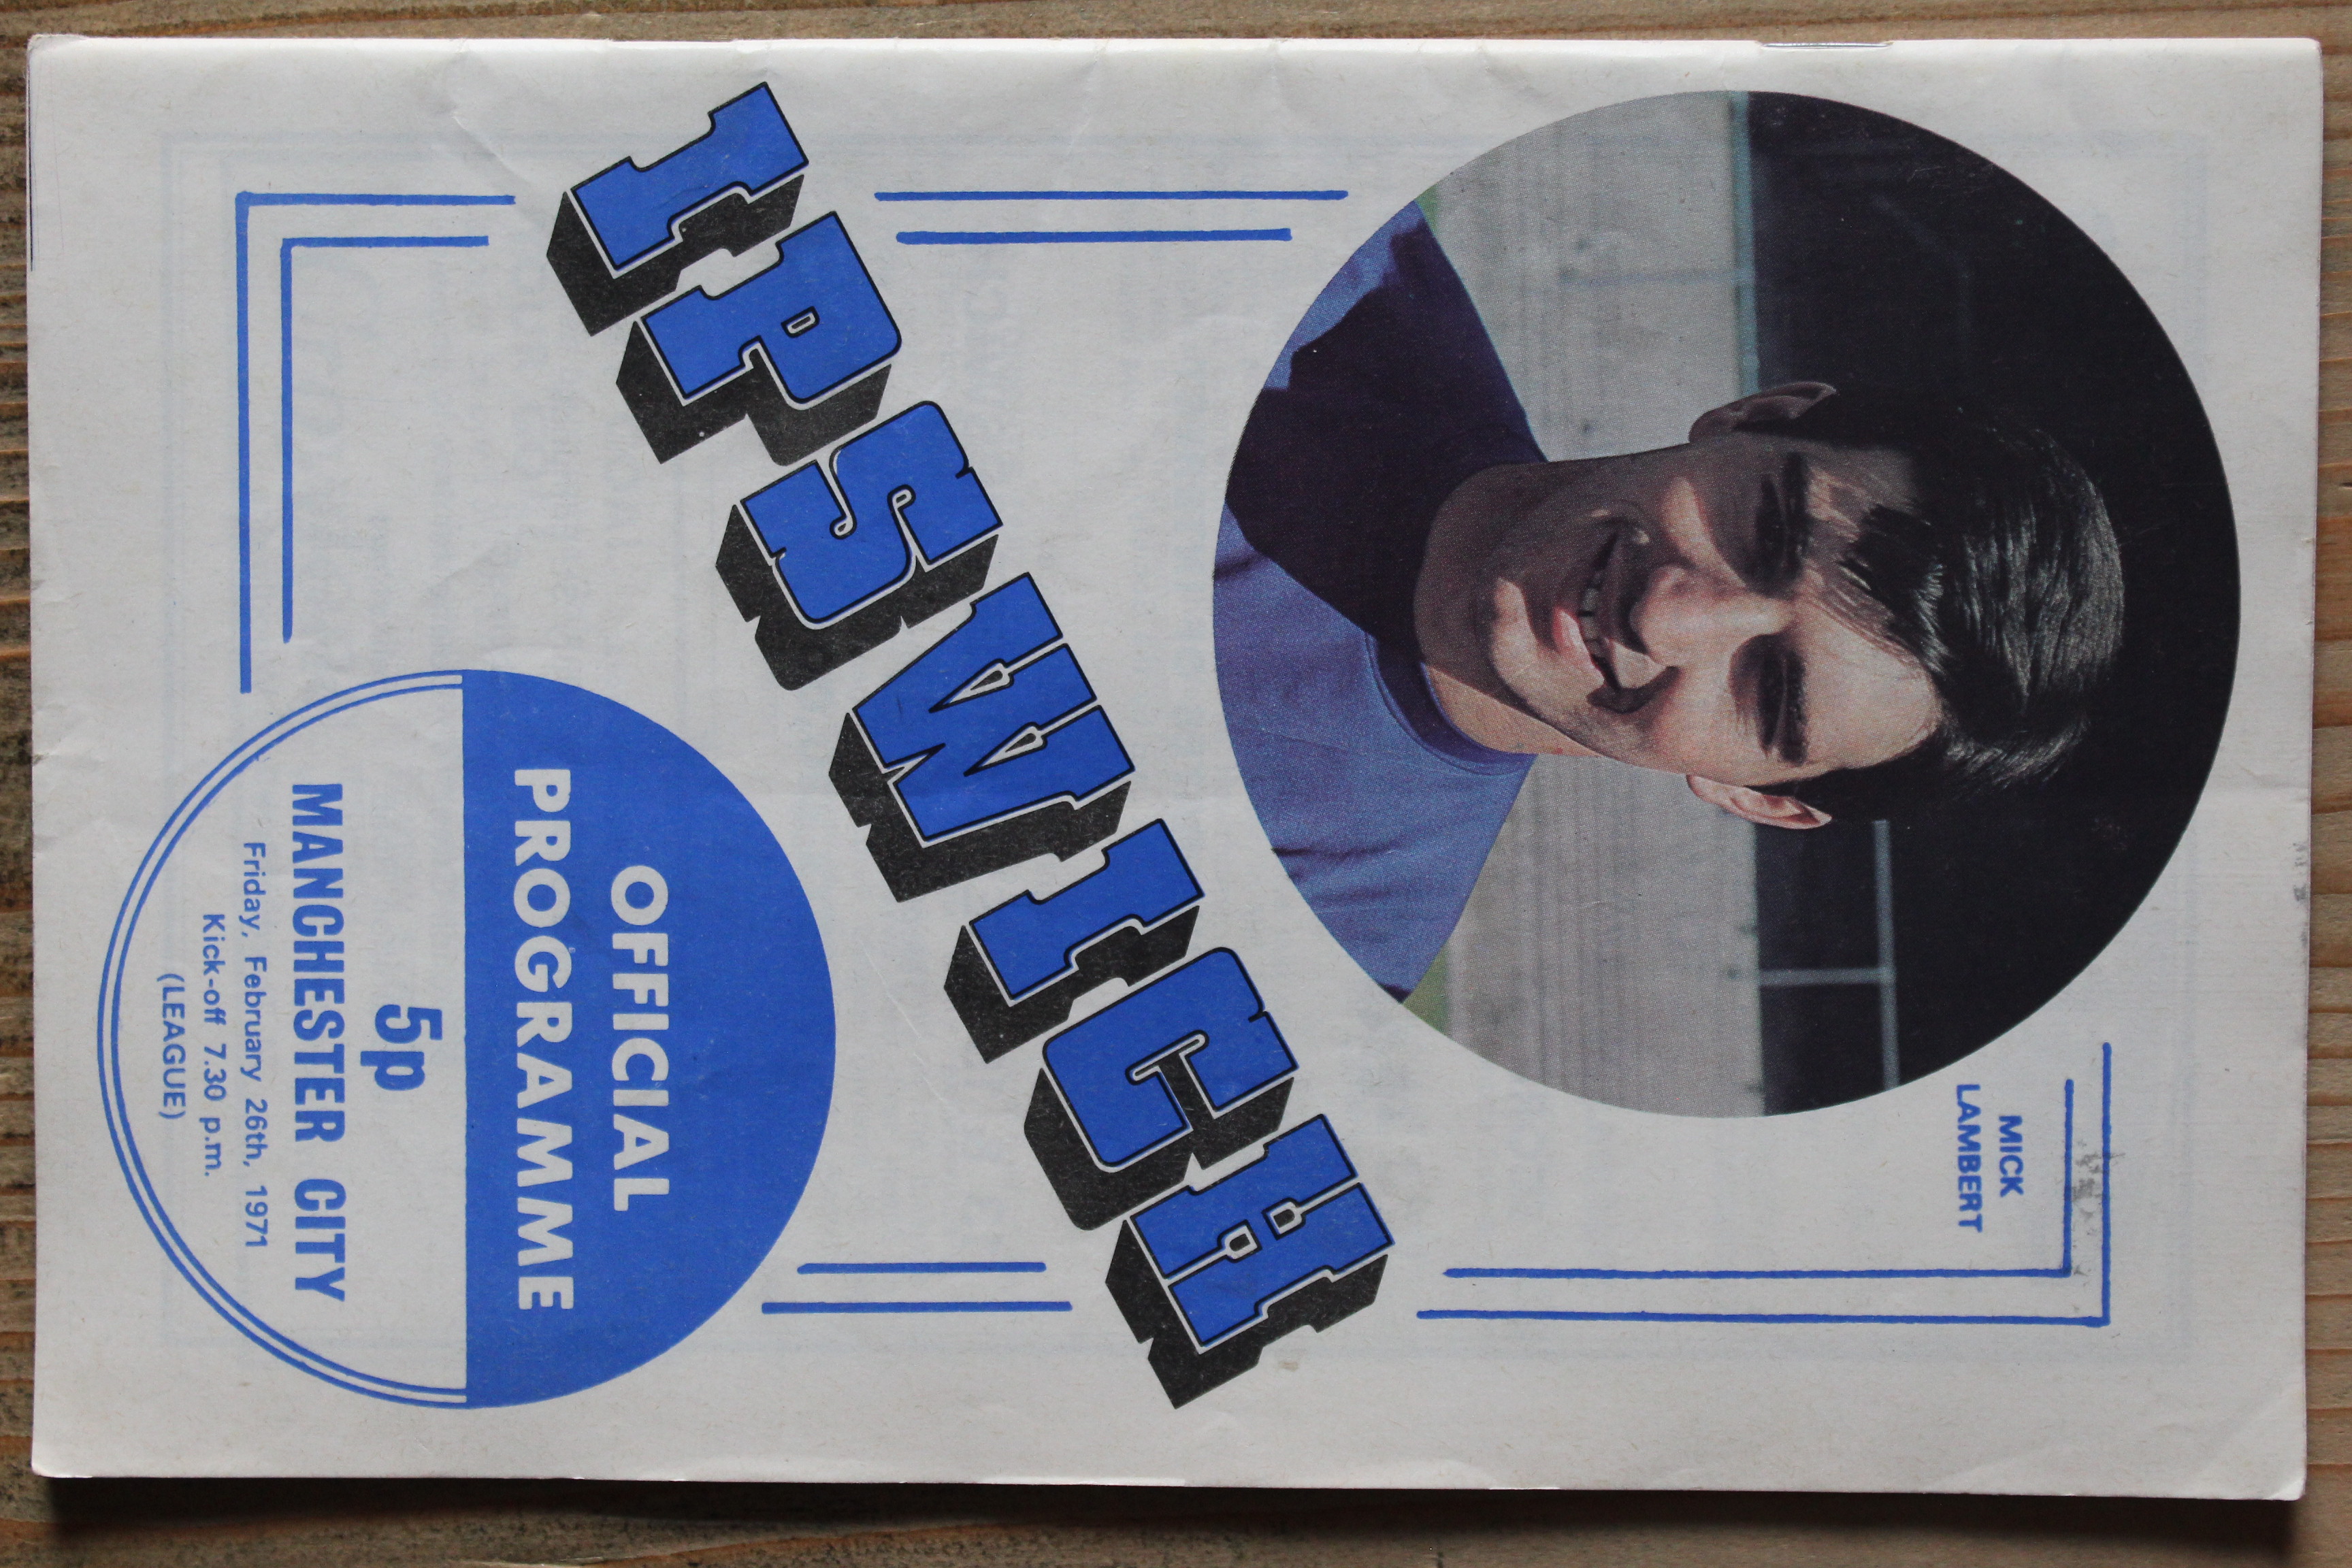 MICK
LAMBERT
IPSWICH
OFFICIAL
PROGRAMME
5p
MANCHESTER CITY
Friday, February 26th, 1971
Kick-off 7.30 p.m.
(LEAGUE)